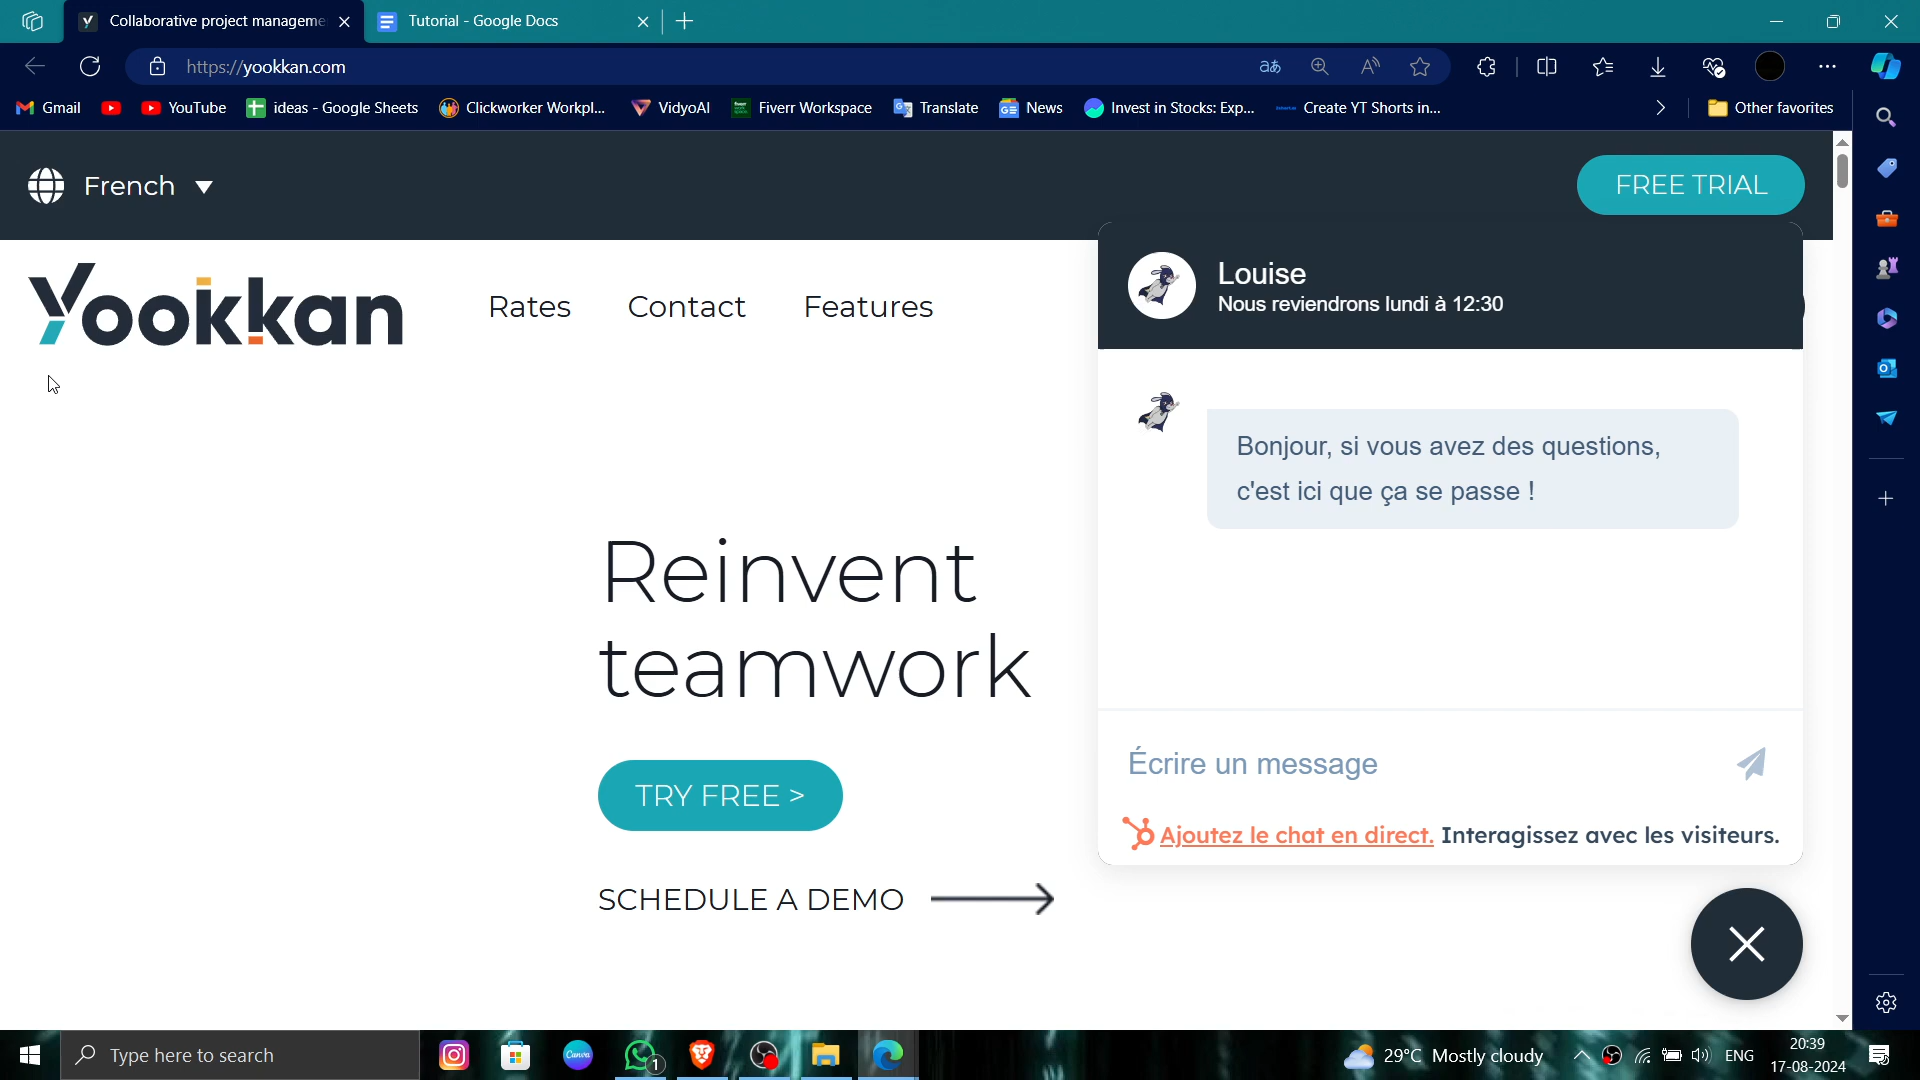 Collaborative project manageme
Tutorial - Google Docs
https://yookkan.com
Gmail
YouTube
ideas - Google Sheets
Clickworker Workpl...
VidyoAI
Fiverr Workspace
Translate
News
Invest in Stocks: Exp...
Create YT Shorts in...
Other favorites
French
FREE TRIAL
Yookkan
Rates
Contact
Features
Louise
Nous reviendrons lundi à 12:30
Bonjour, si vous avez des questions,
c'est ici que ça se passe !
Reinvent
teamwork
TRY FREE >
SCHEDULE A DEMO
Écrire un message
Ajoutez le chat en direct. Interagissez avec les visiteurs.
Type here to search
Canva
1
29°C Mostly cloudy
ENG
20:39
17-08-2024